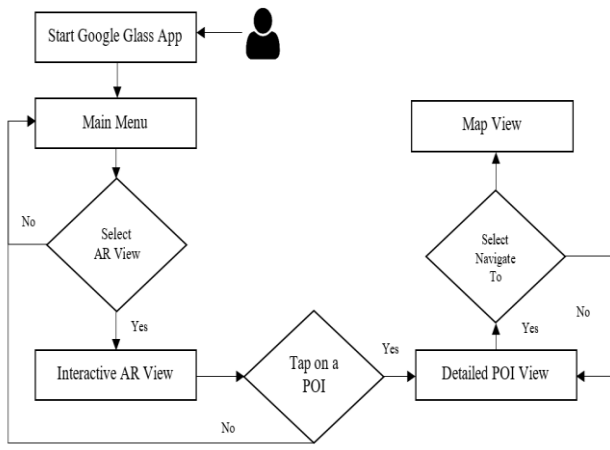 Start Google Glass App
Main Menu
No
Select
AR View
Yes
Interactive AR View
Tap on a
POI
No
Yes
Detailed POI View
Yes
Select
Navigate
To
No
Map View